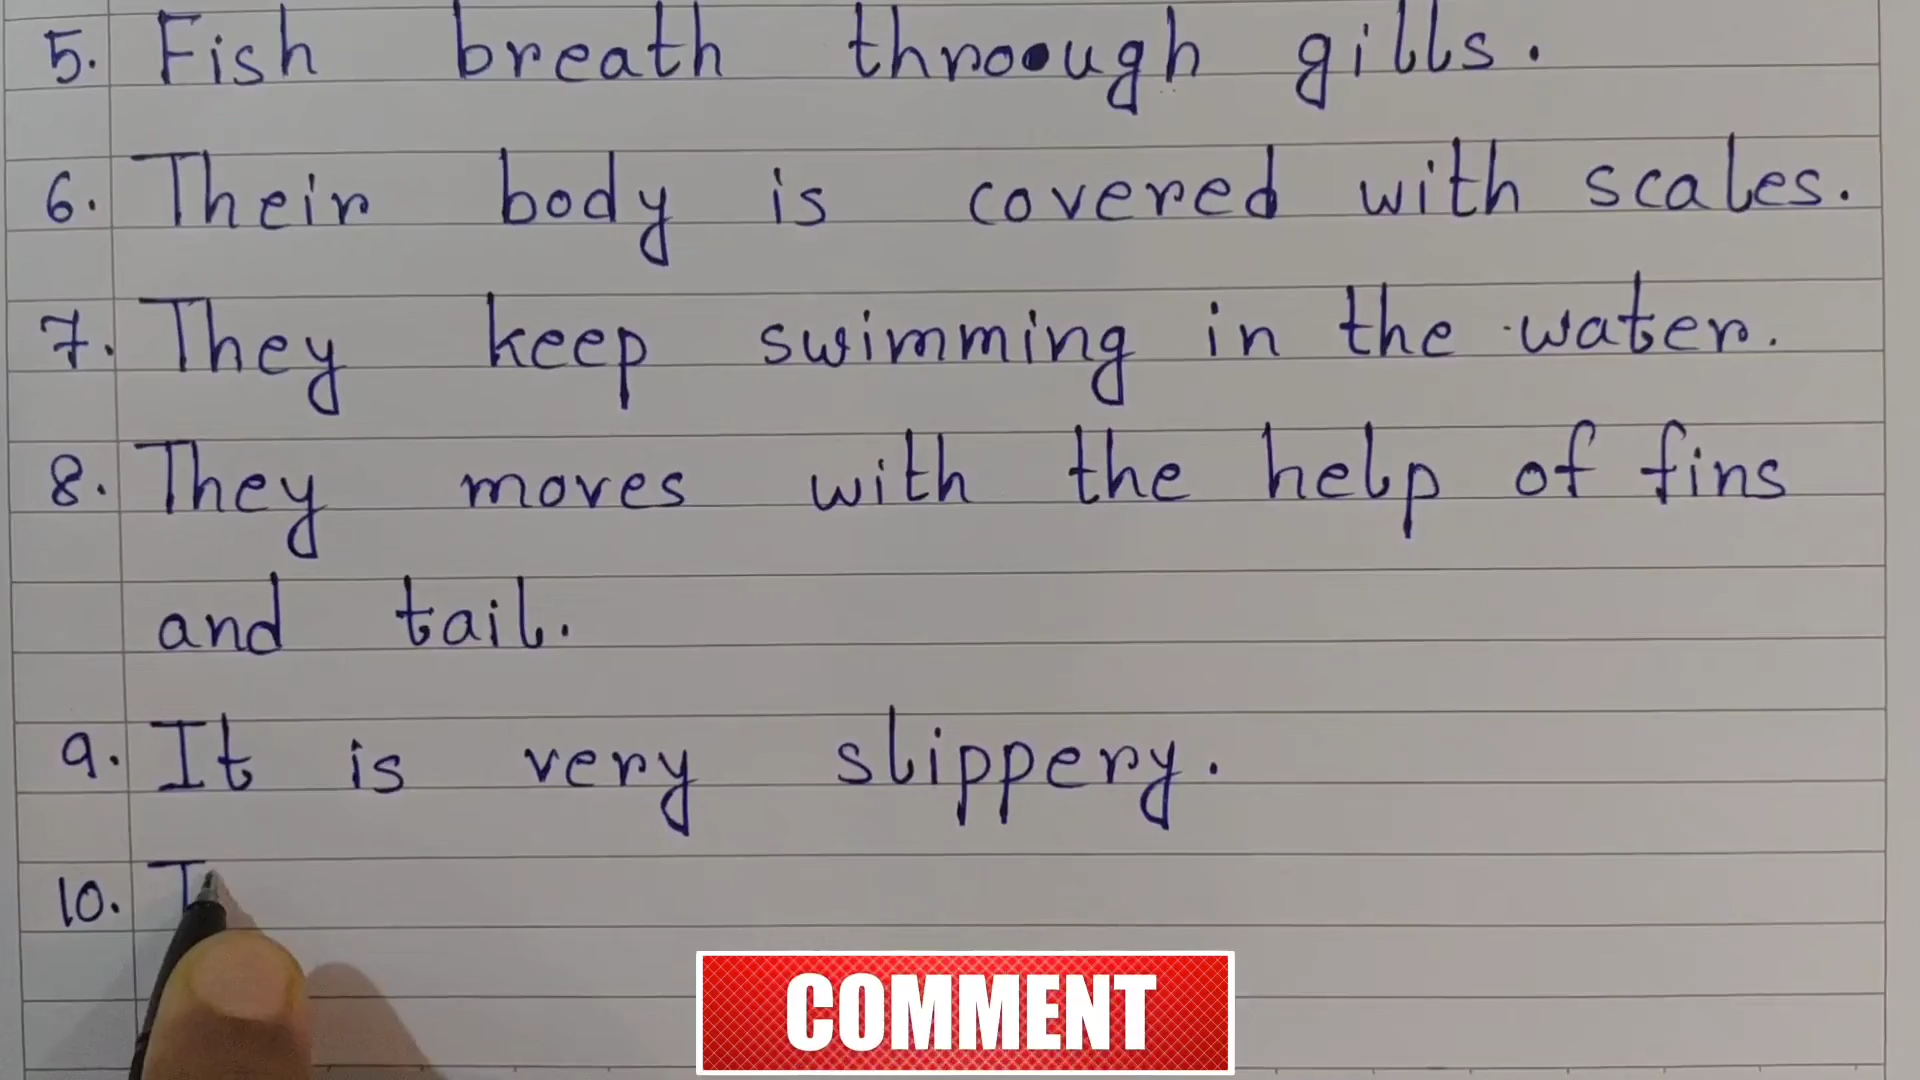 5. Fish breath through gills.
6. Their body is covered with scales.
7. They keep swimming in the water.
8. They moves with the help of fins
and tail.
9. It is very slippery.
10.
COMMENT